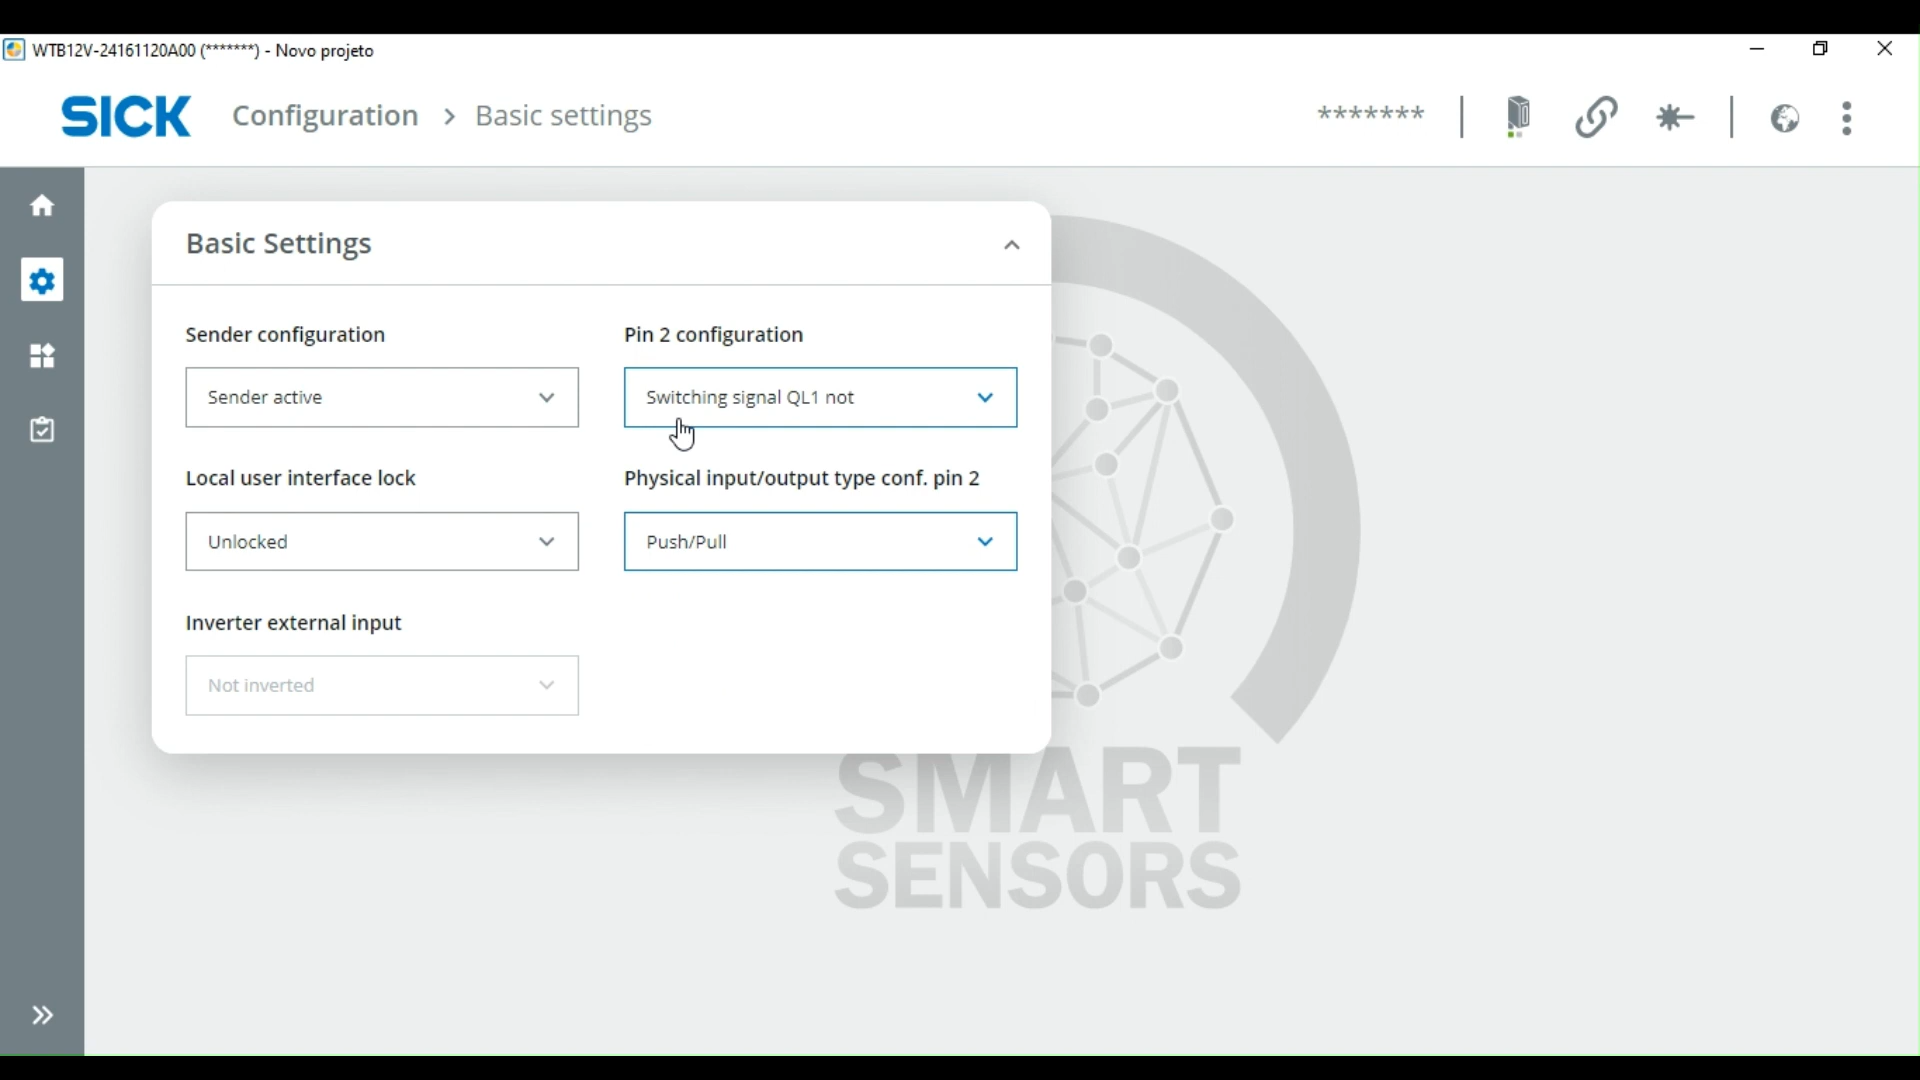 WTB12V-24161120A00 (*******) - Novo projeto
SICK Configuration > Basic settings *******
Basic Settings
Sender configuration
Sender active
Pin 2 configuration
Switching signal QL1 not
Local user interface lock
Unlocked
Physical input/output type conf. pin 2
Push/Pull
Inverter external input
Not inverted
SMART
SENSORS